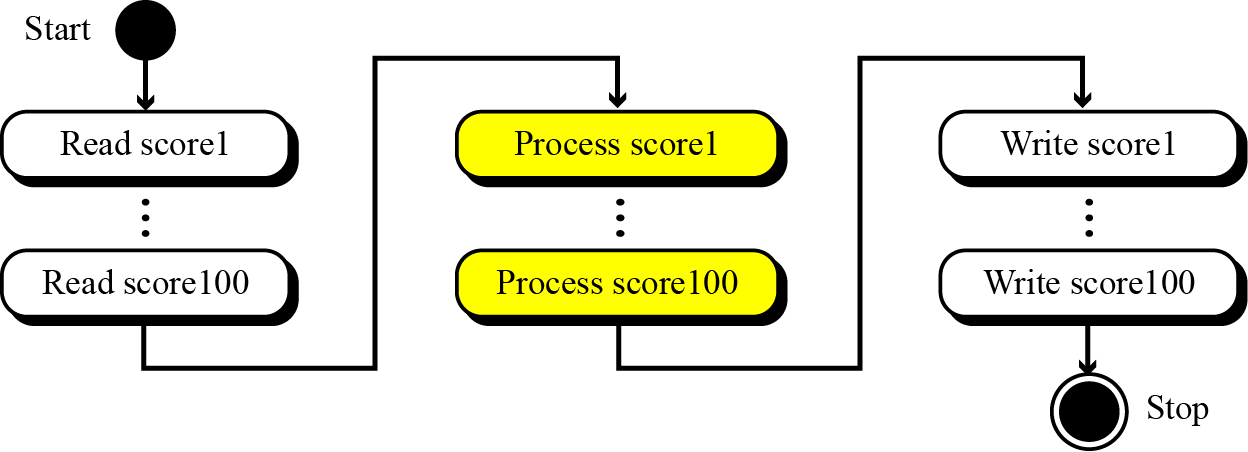 Start
Read score1
Read score100
Process score1
Process score100
Write score1
Write score100
Stop